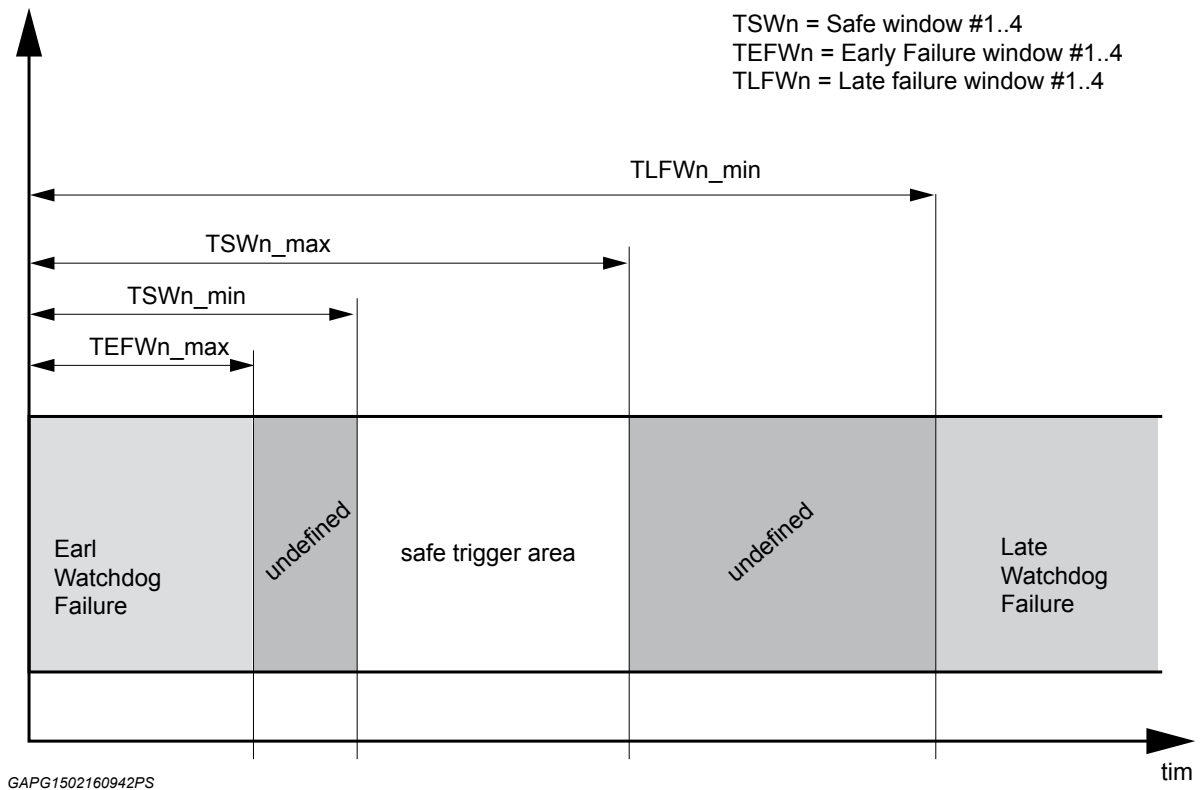 TSWn = Safe window #1..4
TEFWn = Early Failure window #1..4
TLFWn = Late failure window #1..4
TLFWn_min
TSWn_max
TSWn_min
TEFWn_max
Earl
Watchdog
Failure
undefined
safe trigger area
undefined
Late
Watchdog
Failure
tim
GAPG1502160942PS